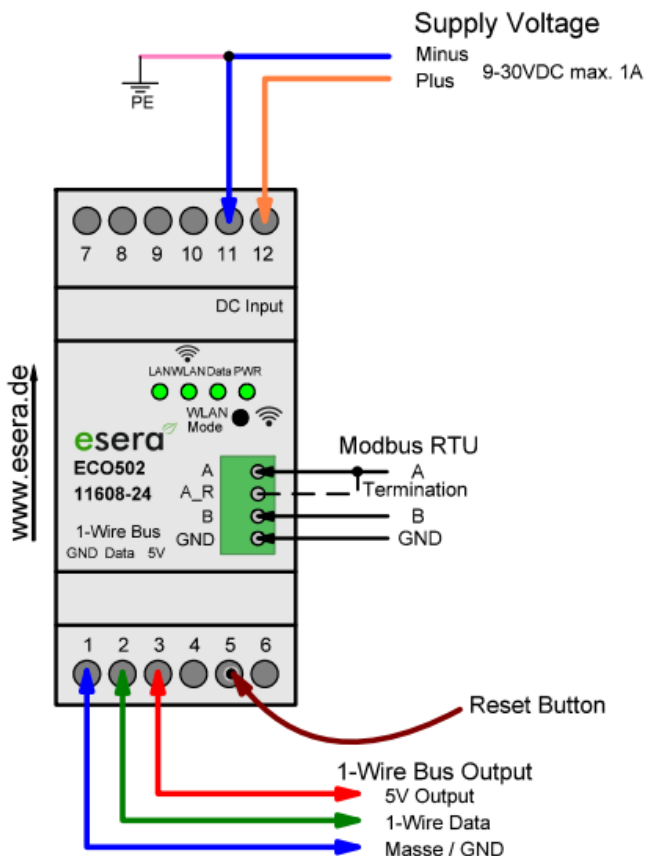 Supply Voltage
Minus
Plus 9-30VDC max. 1A
PE
7 8 9 10 11 12
DC Input
LAN WLAN Data PWR
WLAN
Mode
www.esera.de
esera
ECO502
11608-24
1-Wire Bus
GND Data 5V
A
A_R
B
GND
Modbus RTU
A
Termination
B
GND
1 2 3 4 5 6
Reset Button
1-Wire Bus Output
5V Output
1-Wire Data
Masse / GND